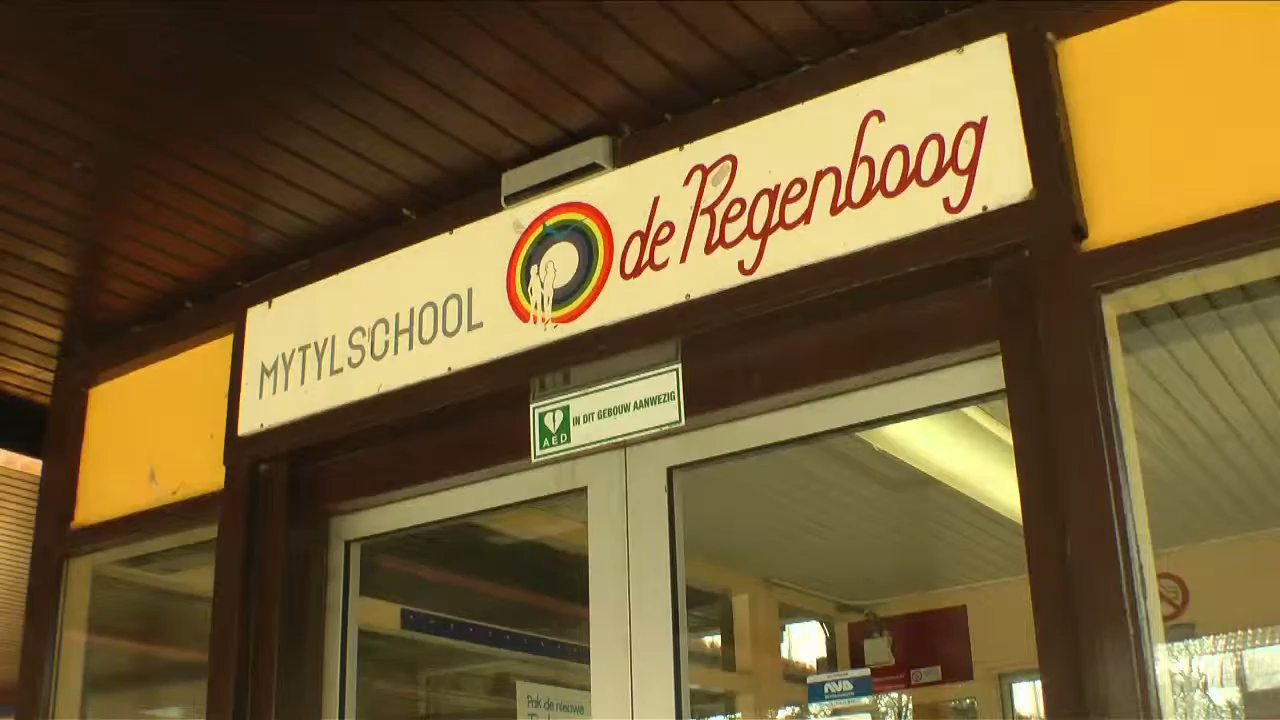 MYTYLSCHOOL de Regenboog
AED IN DIT GEBOUW AANWEZIG
Pak de nieuwe